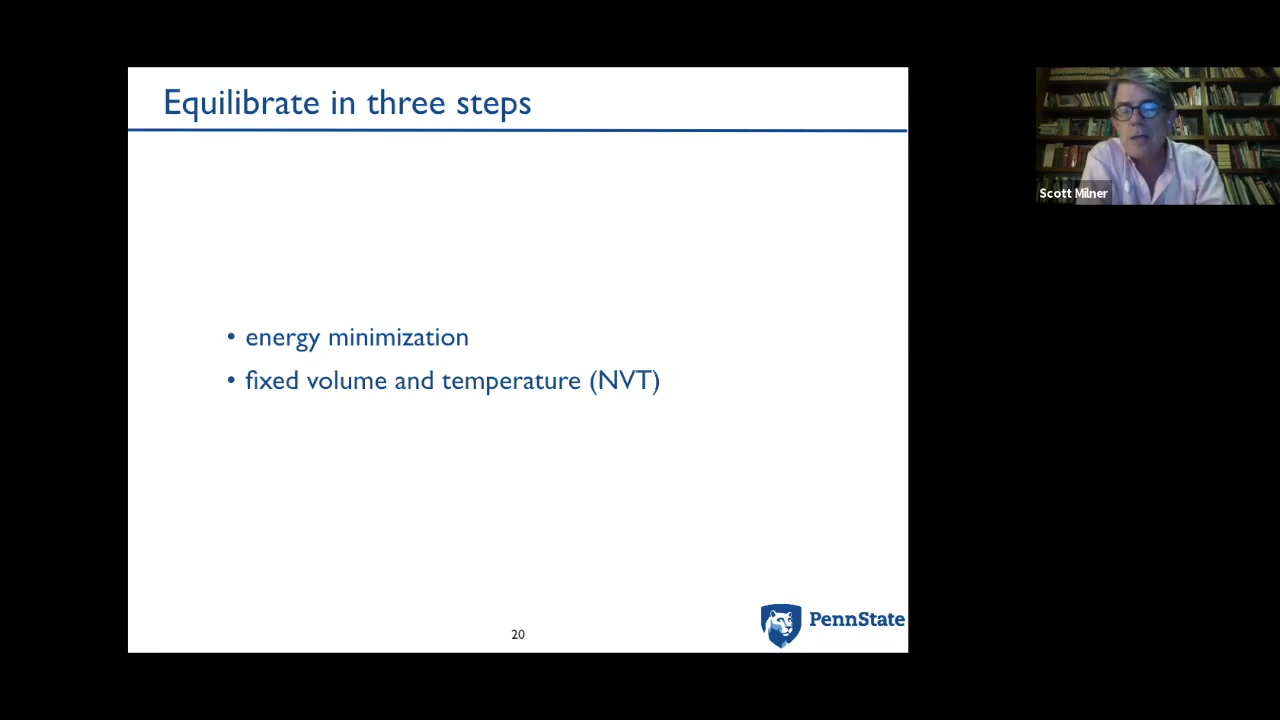 Equilibrate in three steps
Scott Milner
• energy minimization
• fixed volume and temperature (NVT)
20
PennState